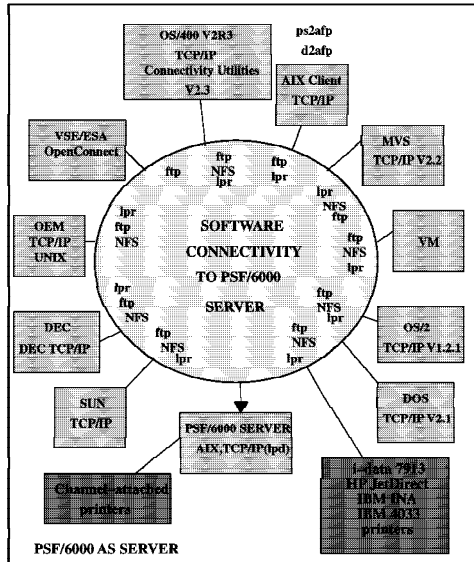 OS/400 V2R3
TCP/IP
Connectivity Utilities
V2.3
ps2afp
d2afp
AIX Client
TCP/IP
VSE/ESA
OpenConnect
MVS
TCP/IP V2.2
ftp
ftp
NFS
lpr
ftp
lpr
lpr
NFS
ftp
OEM
TCP/IP
UNIX
lpr
ftp
NFS
SOFTWARE
CONNECTIVITY
TO PSF/6000
SERVER
ftp
NFS
lpr
VM
lpr
ftp
NFS
ftp
NFS
lpr
OS/2
TCP/IP V1.2.1
DEC
DEC TCP/IP
ftp
NFS
lpr
ftp
NFS
lpr
SUN
TCP/IP
DOS
TCP/IP V2.1
PSF/6000 SERVER
AIX,TCP/IP(lpd)
Channel-attached
printers
i-data 7913
HP JetDirect
IBM INA
IBM 4033
printers
PSF/6000 AS SERVER